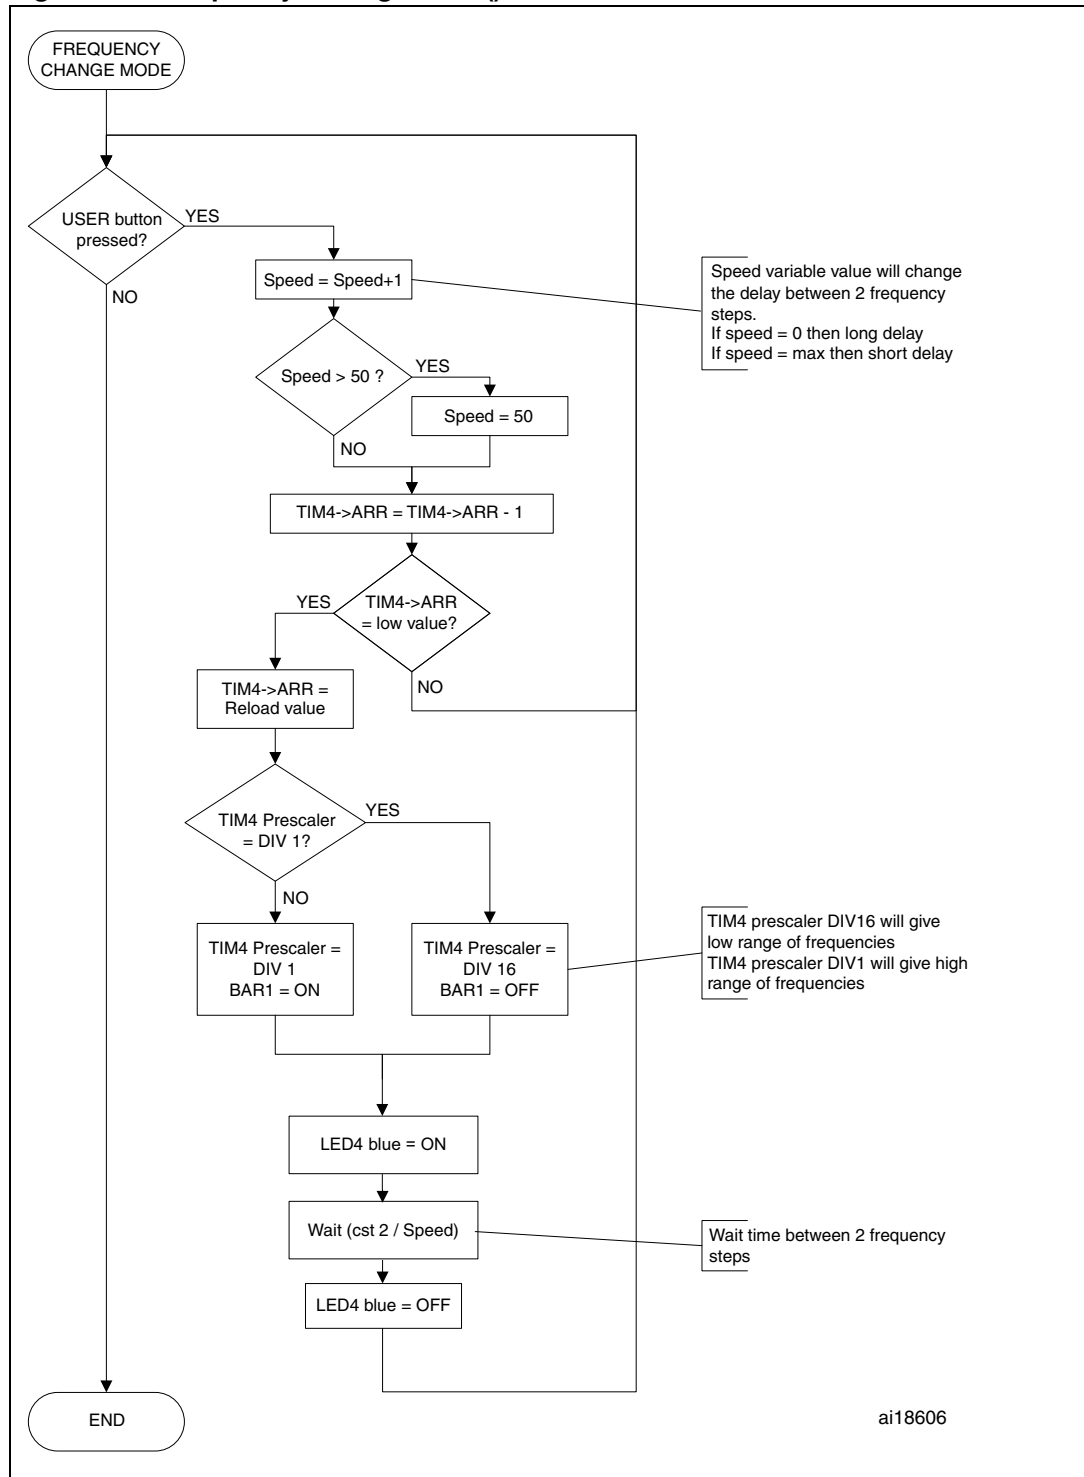 FREQUENCY
CHANGE MODE
USER button
pressed?
YES
NO
Speed = Speed+1
Speed variable value will change
the delay between 2 frequency
steps.
If speed = 0 then long delay
If speed = max then short delay
Speed > 50 ?
YES
Speed = 50
NO
TIM4->ARR = TIM4->ARR - 1
YES
TIM4->ARR
= low value?
NO
TIM4->ARR =
Reload value
TIM4 Prescaler
= DIV 1?
YES
NO
TIM4 Prescaler =
DIV 1
BAR1 = ON
TIM4 Prescaler =
DIV 16
BAR1 = OFF
TIM4 prescaler DIV16 will give
low range of frequencies
TIM4 prescaler DIV1 will give high
range of frequencies
LED4 blue = ON
Wait (cst 2 / Speed)
Wait time between 2 frequency
steps
LED4 blue = OFF
END
ai18606